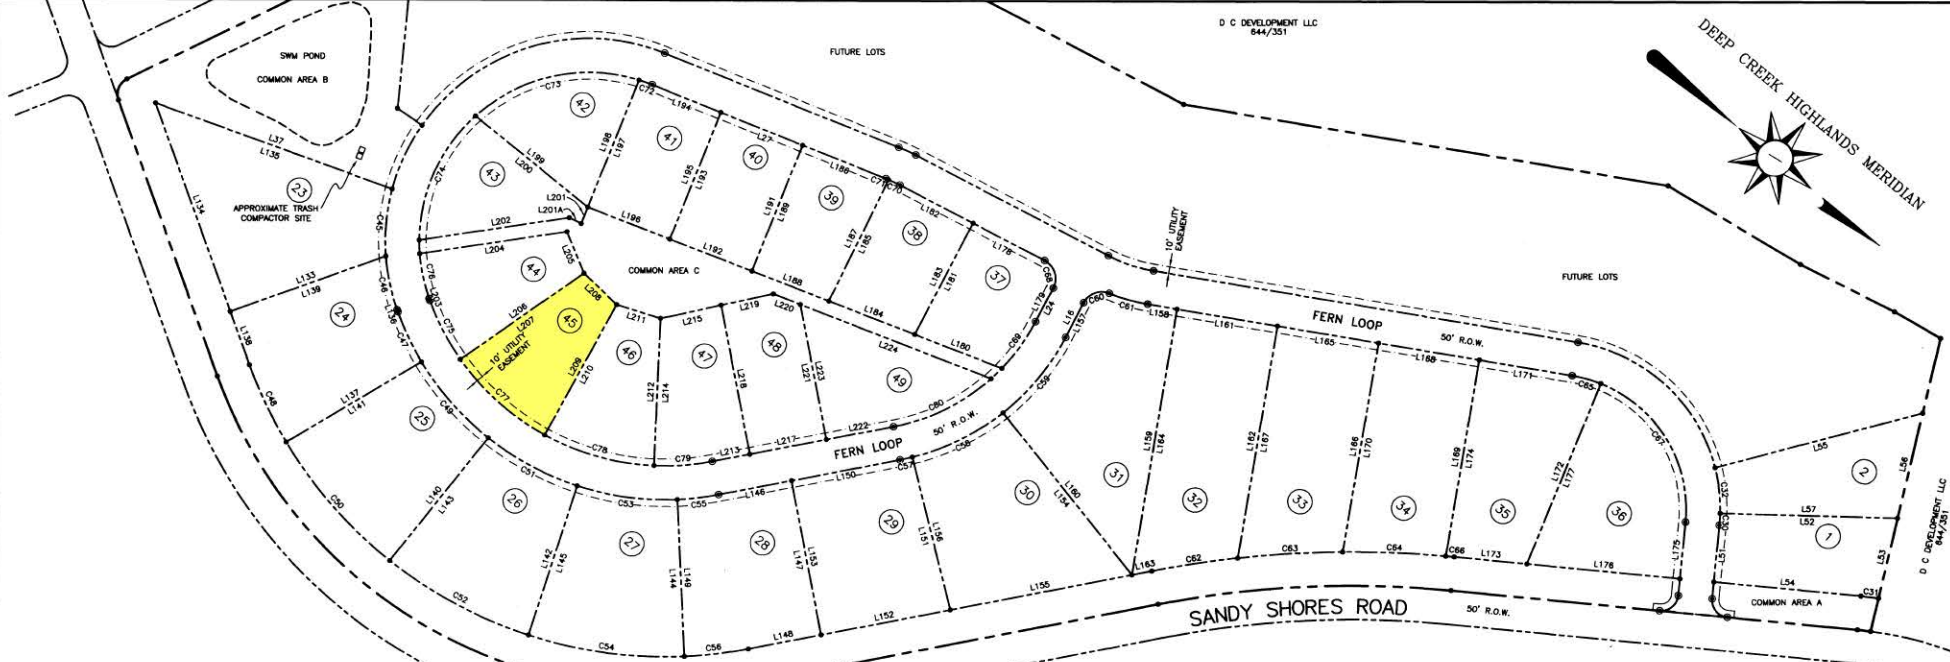 D C DEVELOPMENT LLC
644/351
DEEP CREEK HIGHLANDS MERIDIAN
SWM POND
COMMON AREA B
FUTURE LOTS
C73
42
C72
L194
41
L27
40
L186
39
C71
C70
L182
38
L178
37
C68
L198
L197
L195
L193
L191
L189
L187
L185
L183
L181
L179
L24
L37
L135
23
APPROXIMATE TRASH
COMPACTOR SITE
L134
C45
C74
43
L199
L200
L201
L201A
L202
L204
L205
L196
L192
L188
L184
L180
COMMON AREA C
10' UTILITY
EASEMENT
FUTURE LOTS
L133
L139
24
C46
L136
C47
C76
L203
C75
44
L206
L207
L208
45
10' UTILITY
EASEMENT
L209
L210
C77
L211
46
L215
47
L219
48
L220
L224
49
L212
L214
L218
L221
L223
C69
C80
C59
L16
L157
C60
C61
L158
L161
FERN LOOP
50' R.O.W.
L165
L168
L171
C65
C67
L138
C48
L137
L141
25
C49
C78
C79
L213
L217
L222
FERN LOOP
50' R.O.W.
C58
C57
C50
L140
L143
26
C51
L142
L145
C53
27
L144
L149
C55
L146
28
L147
L153
L150
29
L151
L156
30
L160
L154
31
L159
L164
32
L162
L167
33
L166
L170
34
L169
L174
35
L172
L177
36
L175
L55
L56
2
C32
C30
L57
L52
1
L51
L53
L54
C31
COMMON AREA A
D C DEVELOPMENT LLC
644/351
C52
C54
C56
L148
L152
L155
L163
C62
C63
C64
C66
L173
L176
SANDY SHORES ROAD
50' R.O.W.